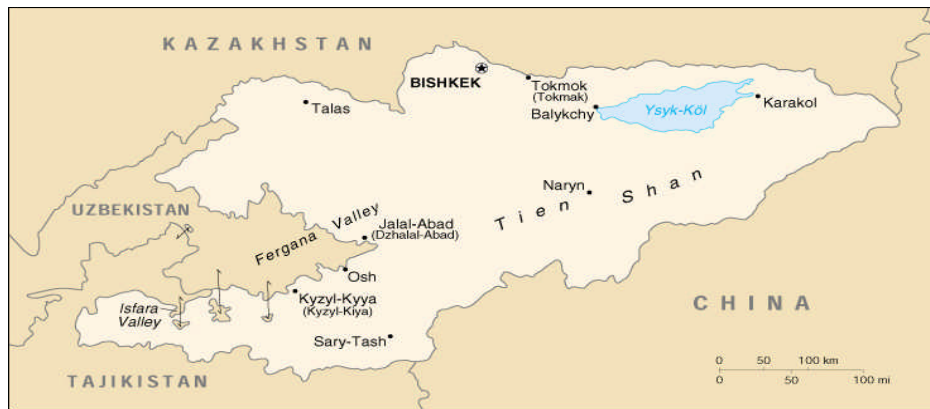 KAZAKHSTAN
BISHKEK
Tokmok
(Tokmak)
Talas
Balykchy
Ysyk-Köl
Karakol
Naryn
Tien Shan
UZBEKISTAN
Fergana Valley
Jalal-Abad
(Dzhalal-Abad)
Osh
Isfara
Valley
Kyzyl-Kyya
(Kyzyl-Kiya)
CHINA
Sary-Tash
TAJIKISTAN
0 50 100 km
0 50 100 mi